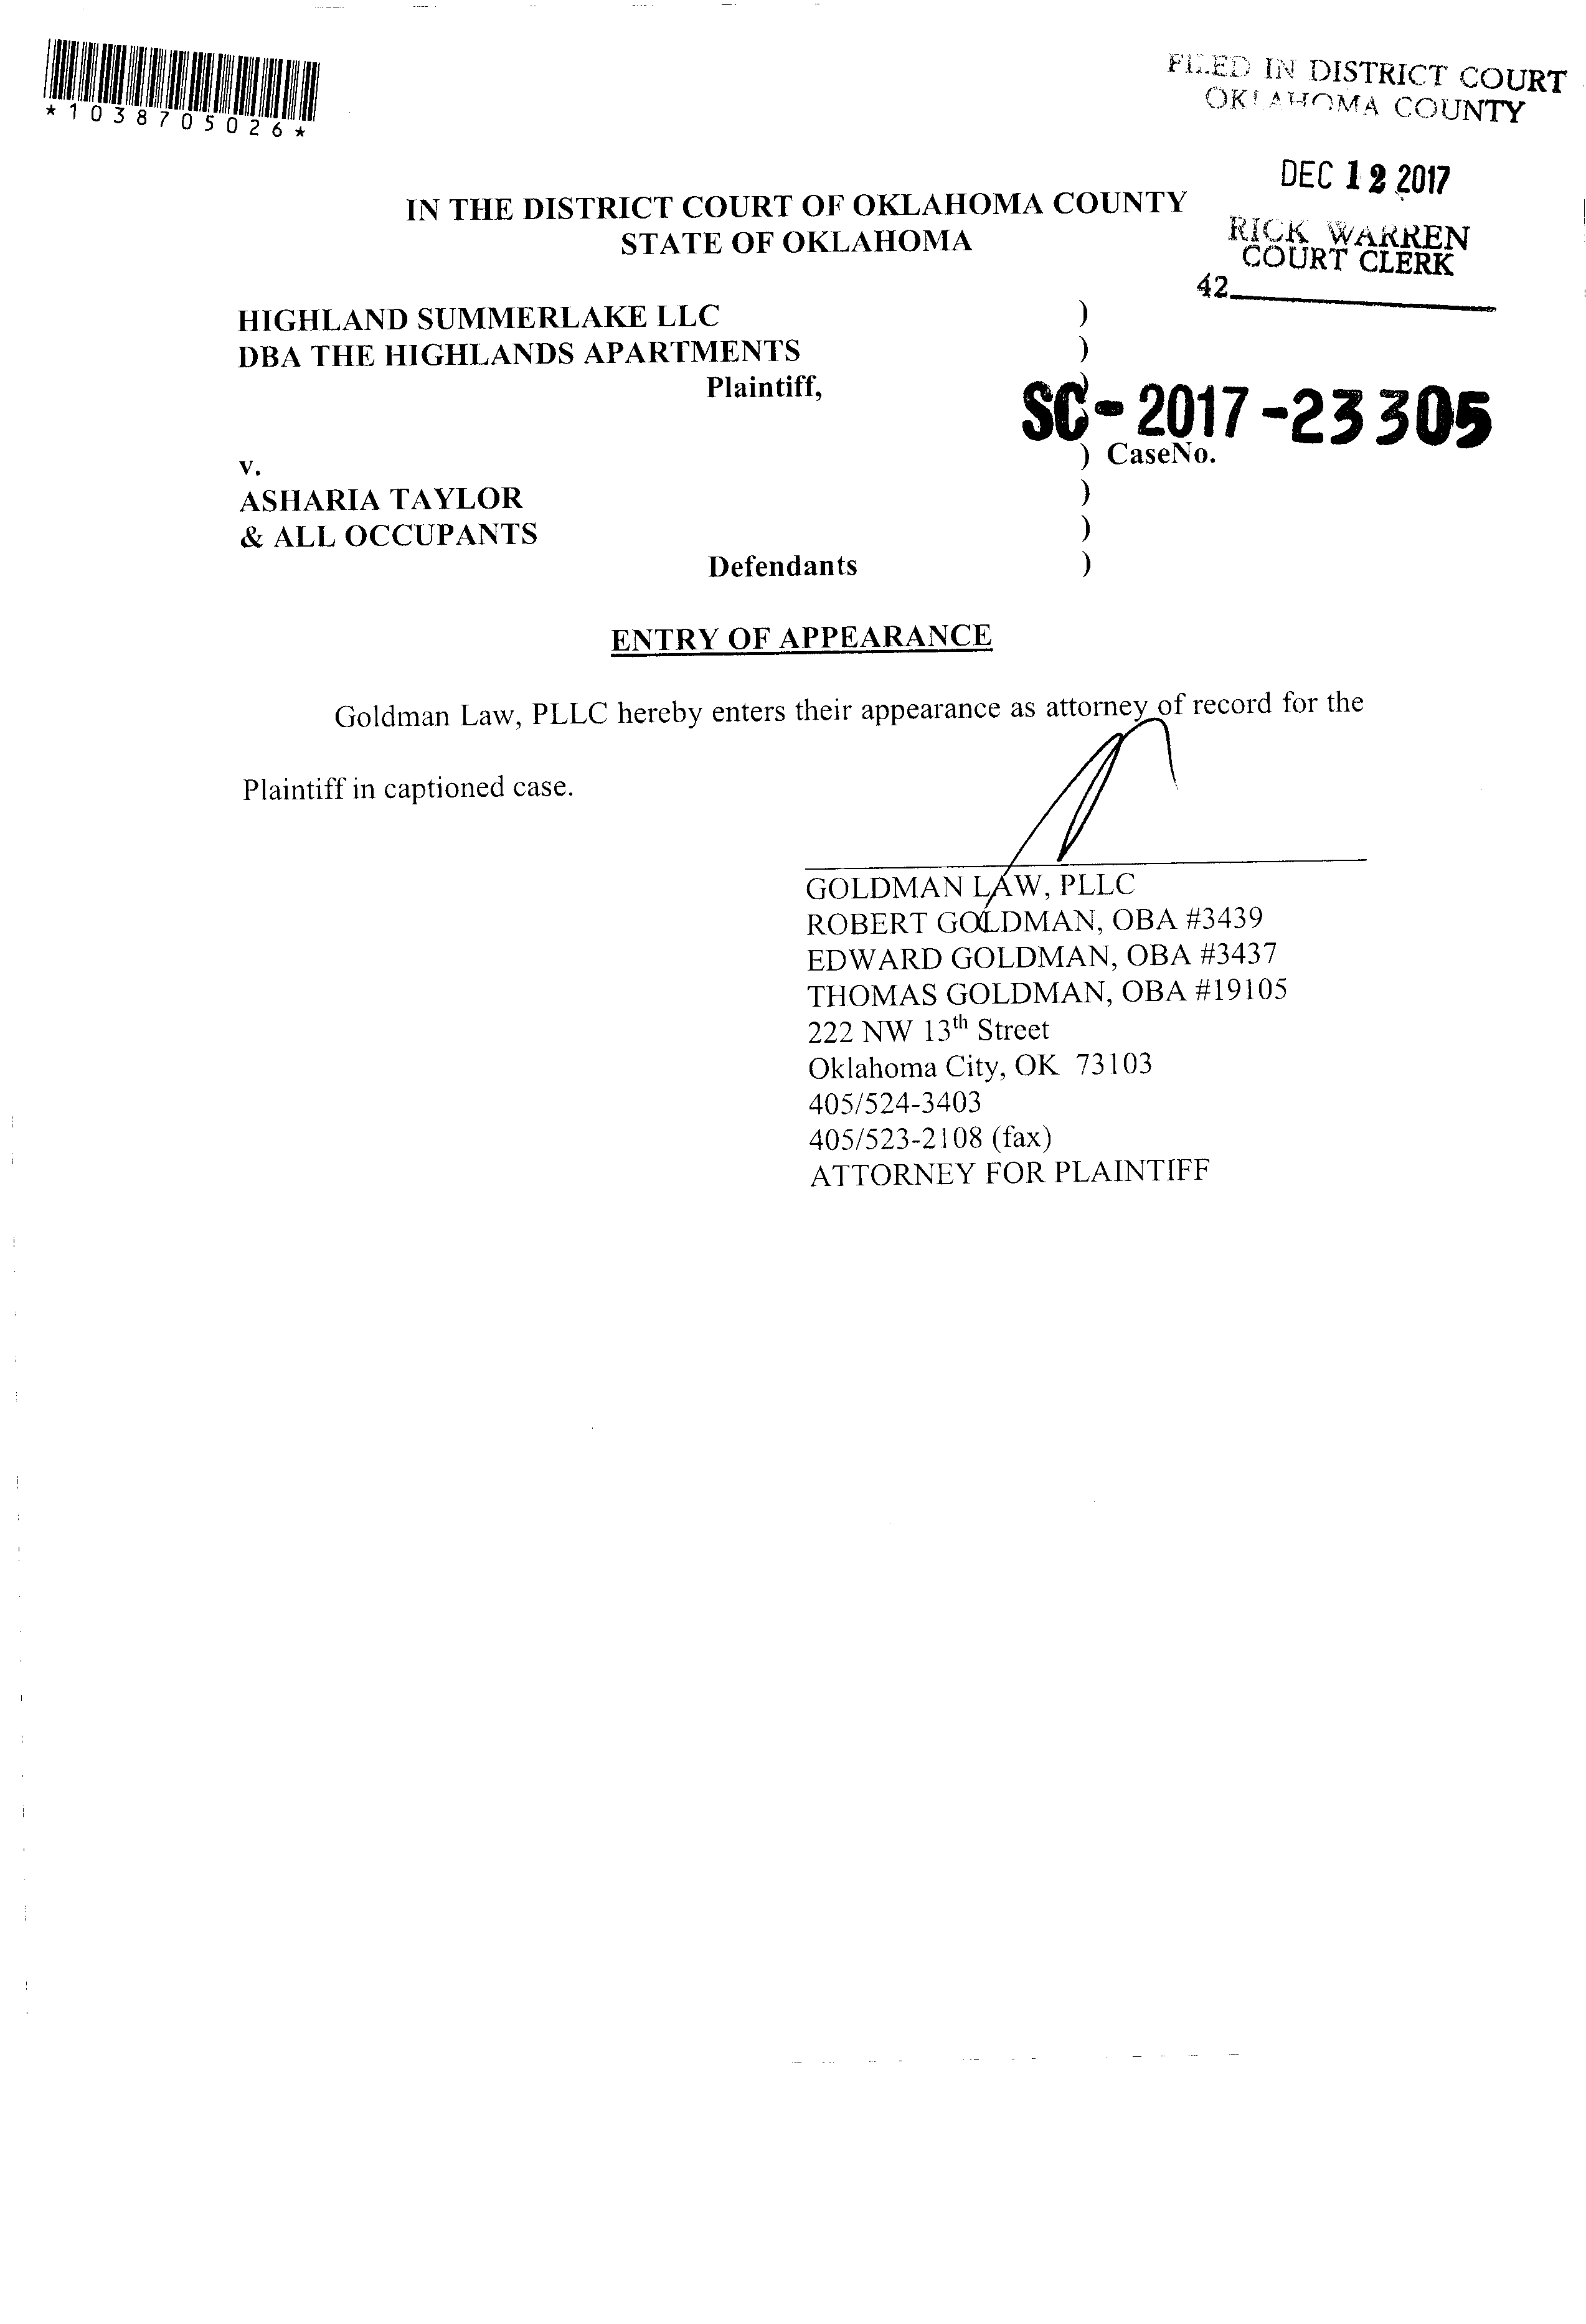 *1038705026*
FILED IN DISTRICT COURT
OKLAHOMA COUNTY
DEC 12 2017
RICK WARREN
COURT CLERK
42
IN THE DISTRICT COURT OF OKLAHOMA COUNTY
STATE OF OKLAHOMA
HIGHLAND SUMMERLAKE LLC )
DBA THE HIGHLANDS APARTMENTS )
Plaintiff, )
SC-2017-23305
v. ) CaseNo.
ASHARIA TAYLOR )
& ALL OCCUPANTS )
Defendants )
ENTRY OF APPEARANCE
Goldman Law, PLLC hereby enters their appearance as attorney of record for the
Plaintiff in captioned case.
GOLDMAN LAW, PLLC
ROBERT GOLDMAN, OBA #3439
EDWARD GOLDMAN, OBA #3437
THOMAS GOLDMAN, OBA #19105
222 NW 13th Street
Oklahoma City, OK 73103
405/524-3403
405/523-2108 (fax)
ATTORNEY FOR PLAINTIFF